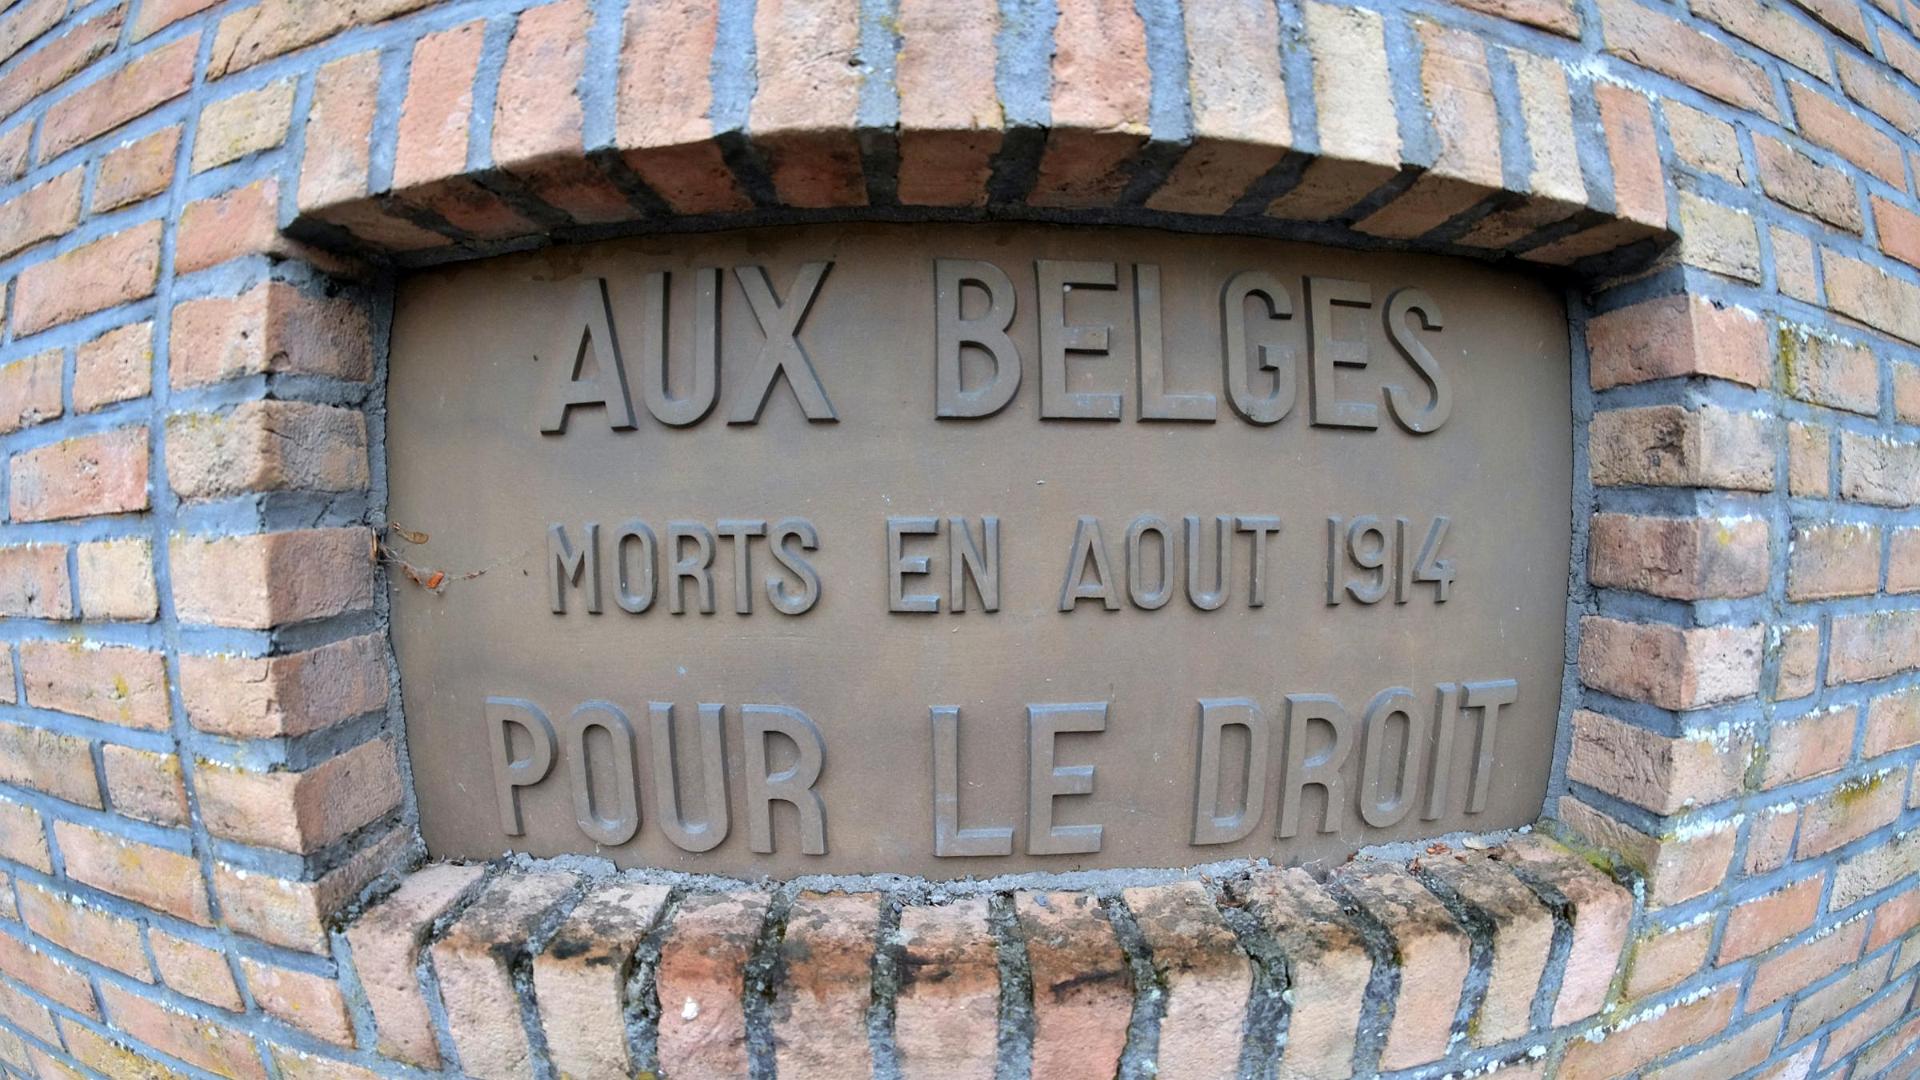 AUX BELGES
MORTS EN AOUT 1914
POUR LE DROIT